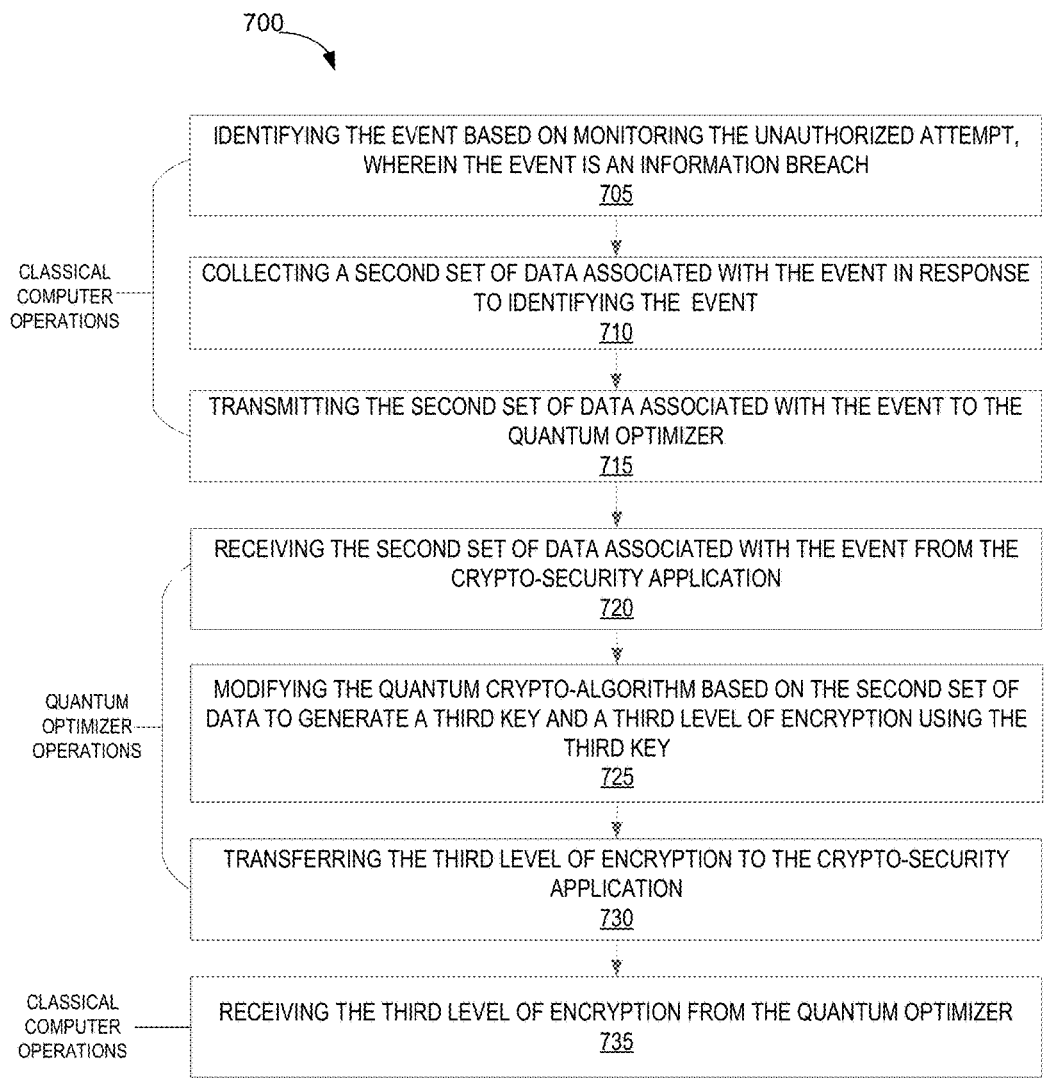 700
IDENTIFYING THE EVENT BASED ON MONITORING THE UNAUTHORIZED ATTEMPT,
WHEREIN THE EVENT IS AN INFORMATION BREACH
705
COLLECTING A SECOND SET OF DATA ASSOCIATED WITH THE EVENT IN RESPONSE
TO IDENTIFYING THE EVENT
710
TRANSMITTING THE SECOND SET OF DATA ASSOCIATED WITH THE EVENT TO THE
QUANTUM OPTIMIZER
715
CLASSICAL
COMPUTER
OPERATIONS
RECEIVING THE SECOND SET OF DATA ASSOCIATED WITH THE EVENT FROM THE
CRYPTO-SECURITY APPLICATION
720
MODIFYING THE QUANTUM CRYPTO-ALGORITHM BASED ON THE SECOND SET OF
DATA TO GENERATE A THIRD KEY AND A THIRD LEVEL OF ENCRYPTION USING THE
THIRD KEY
725
TRANSFERRING THE THIRD LEVEL OF ENCRYPTION TO THE CRYPTO-SECURITY
APPLICATION
730
QUANTUM
OPTIMIZER
OPERATIONS
RECEIVING THE THIRD LEVEL OF ENCRYPTION FROM THE QUANTUM OPTIMIZER
735
CLASSICAL
COMPUTER
OPERATIONS